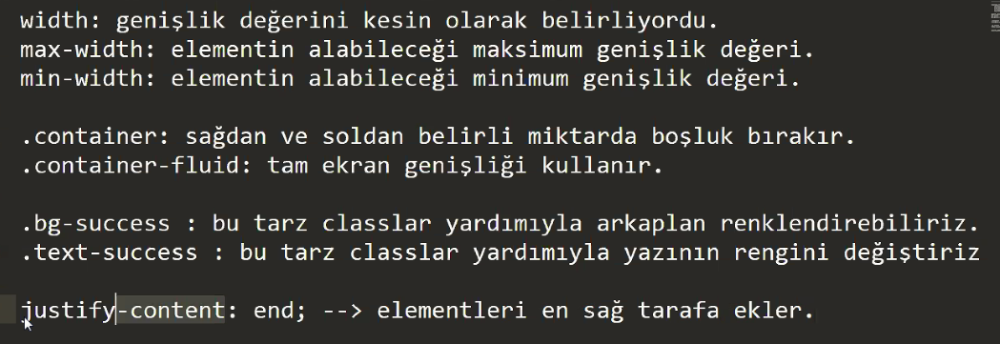 width: genişlik değerini kesin olarak belirliyordu.
max-width: elementin alabileceği maksimum genişlik değeri.
min-width: elementin alabileceği minimum genişlik değeri.
.container: sağdan ve soldan belirli miktarda boşluk bırakır.
.container-fluid: tam ekran genişliği kullanır.
.bg-success : bu tarz classlar yardımıyla arkaplan renklendirebiliriz.
.text-success : bu tarz classlar yardımıyla yazının rengini değiştiriz
justify-content: end; --> elementleri en sağ tarafa ekler.